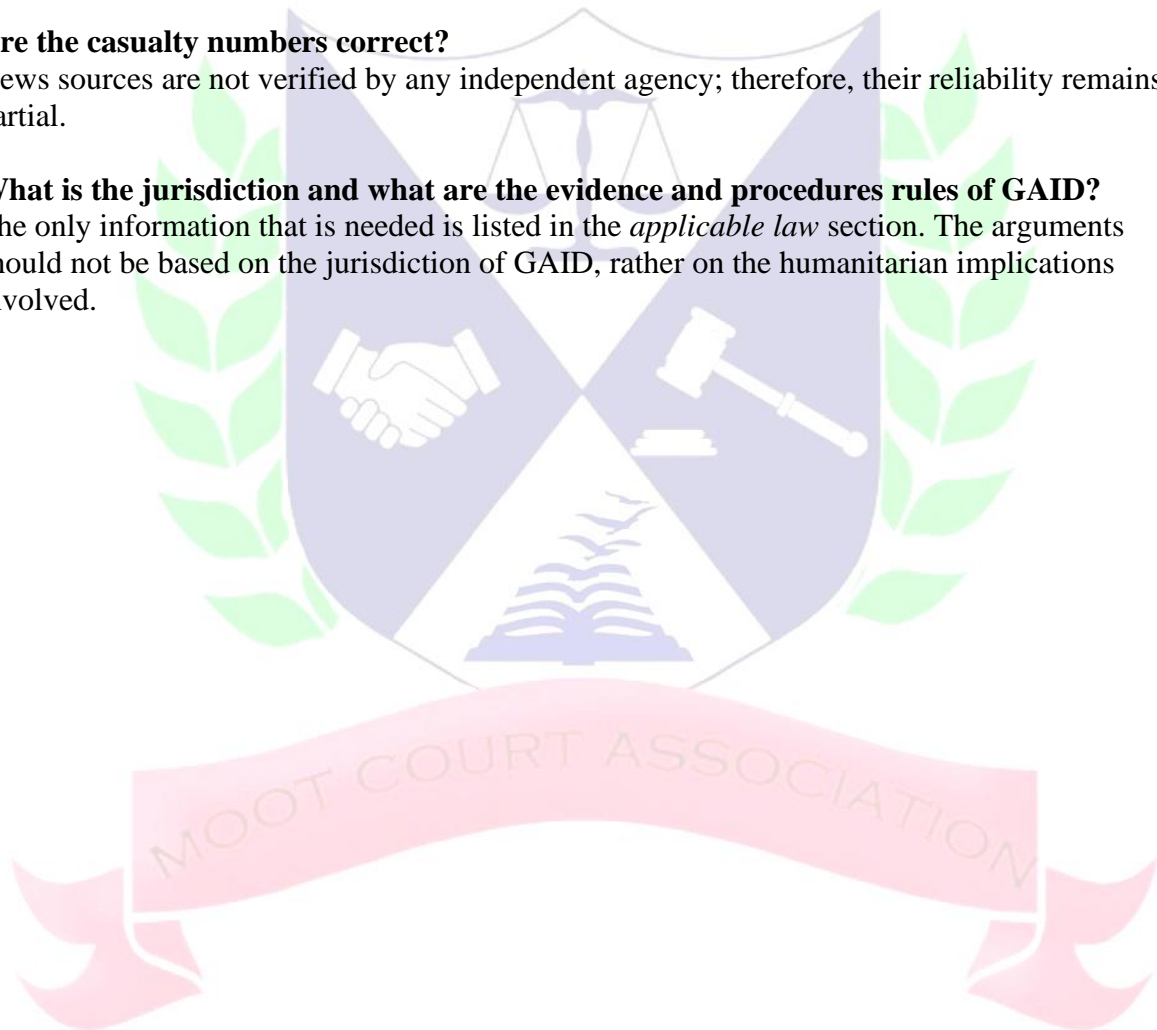 re the casualty numbers correct?
ews sources are not verified by any independent agency; therefore, their reliability remains
artial.
What is the jurisdiction and what are the evidence and procedures rules of GAID?
he only information that is needed is listed in the applicable law section. The arguments
hould not be based on the jurisdiction of GAID, rather on the humanitarian implications
volved.
MOOT COURT ASSOCIATION